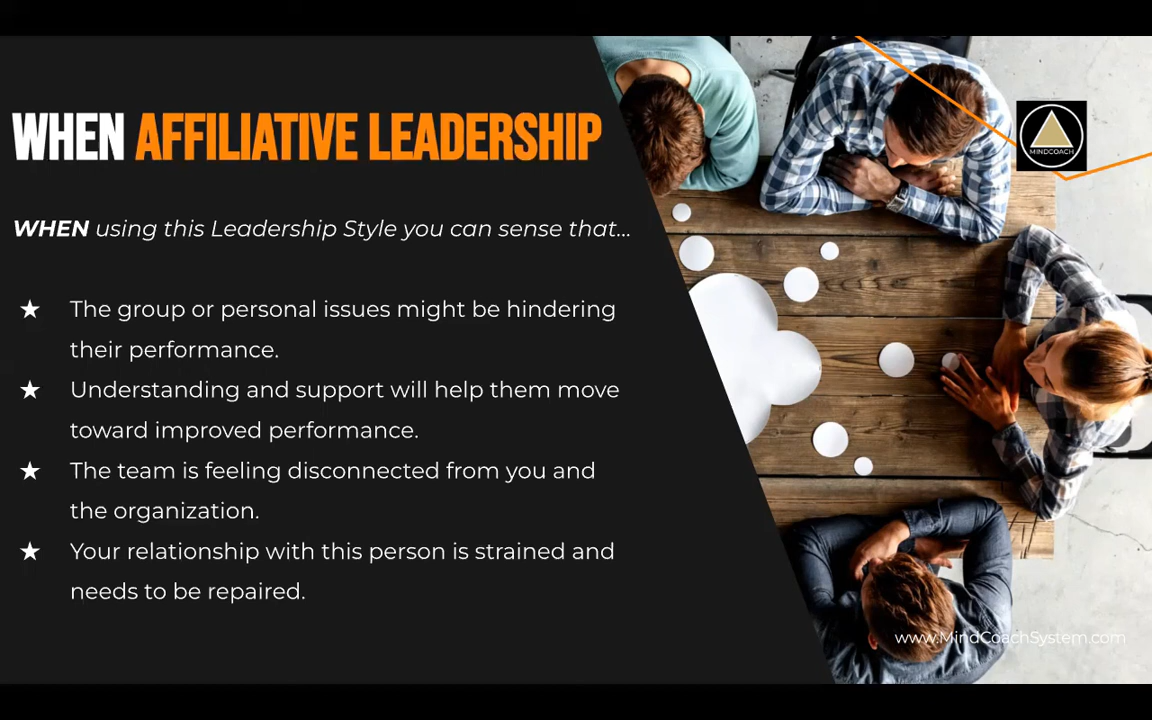 WHEN AFFILIATIVE LEADERSHIP
MINDCOACH
WHEN using this Leadership Style you can sense that...
★ The group or personal issues might be hindering
their performance.
★ Understanding and support will help them move
toward improved performance.
★ The team is feeling disconnected from you and
the organization.
★ Your relationship with this person is strained and
needs to be repaired.
www.MindCoachSystem.com